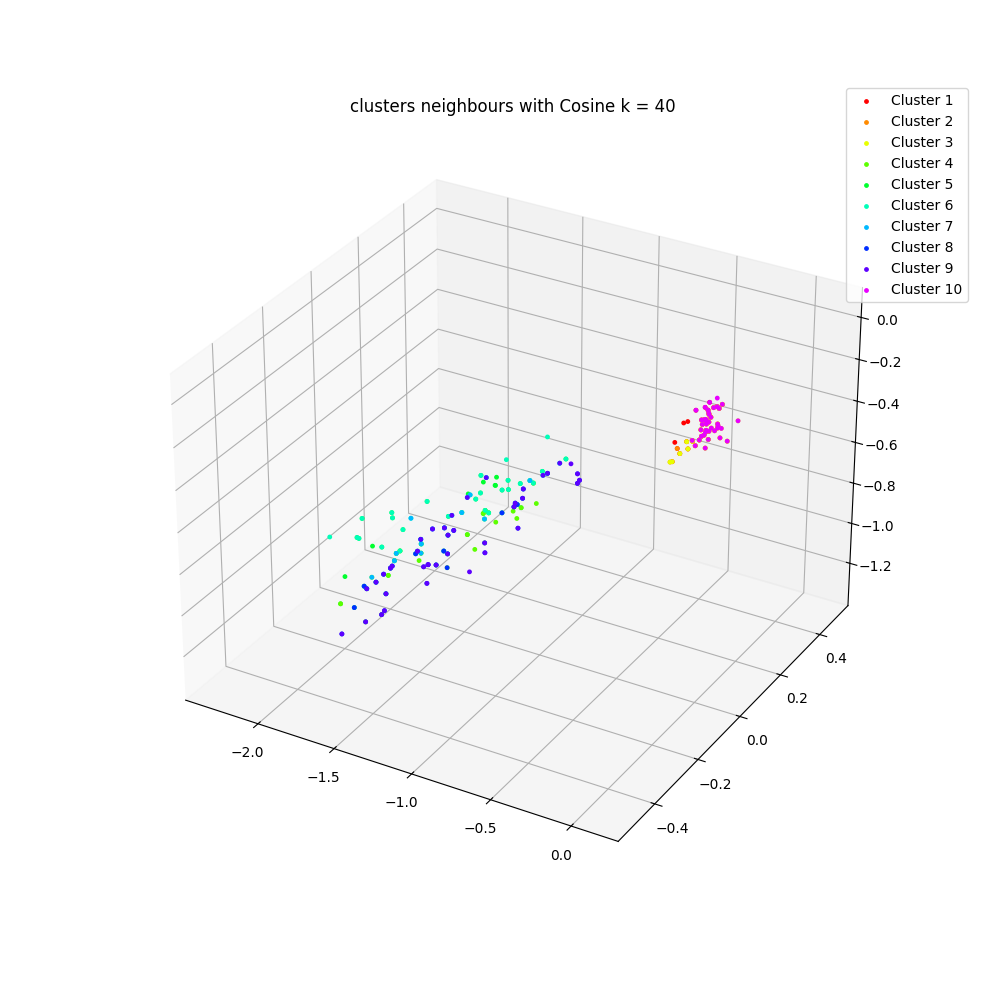 clusters neighbours with Cosine k = 40
Cluster 1
Cluster 2
Cluster 3
Cluster 4
Cluster 5
Cluster 6
Cluster 7
Cluster 8
Cluster 9
Cluster 10
0.0
−0.2
−0.4
−0.6
−0.8
−1.0
−1.2
0.4
0.2
0.0
−0.2
−0.4
−2.0
−1.5
−1.0
−0.5
0.0